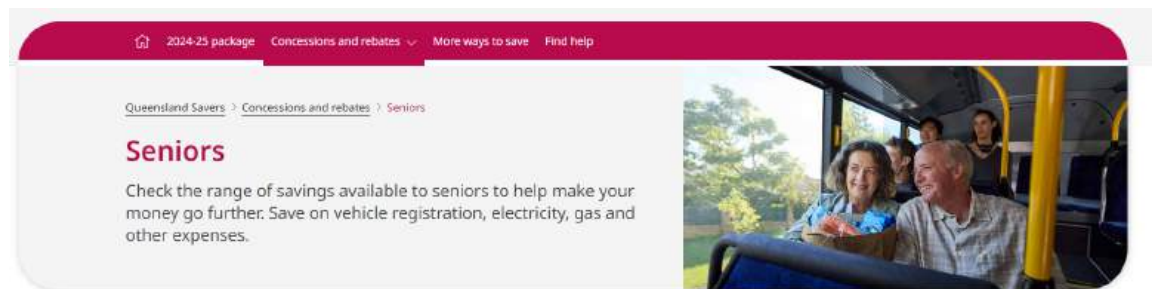 2024-25 package Concessions and rebates More ways to save Find help
Queensland Savers > Concessions and rebates > Seniors
Seniors
Check the range of savings available to seniors to help make your
money go further. Save on vehicle registration, electricity, gas and
other expenses.